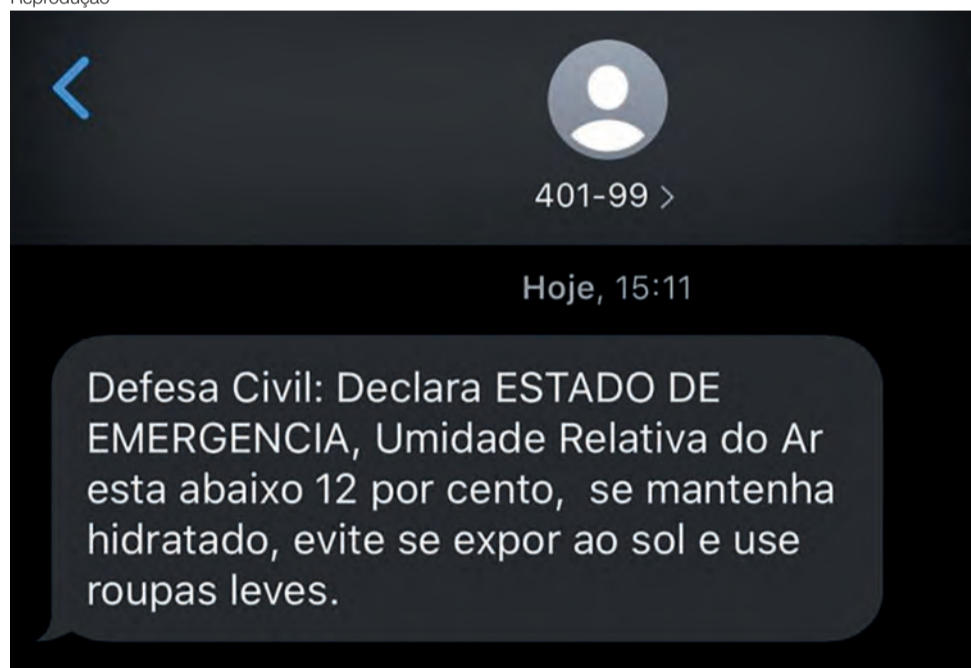 Reprodução
401-99 >
Hoje, 15:11
Defesa Civil: Declara ESTADO DE
EMERGENCIA, Umidade Relativa do Ar
esta abaixo 12 por cento, se mantenha
hidratado, evite se expor ao sol e use
roupas leves.